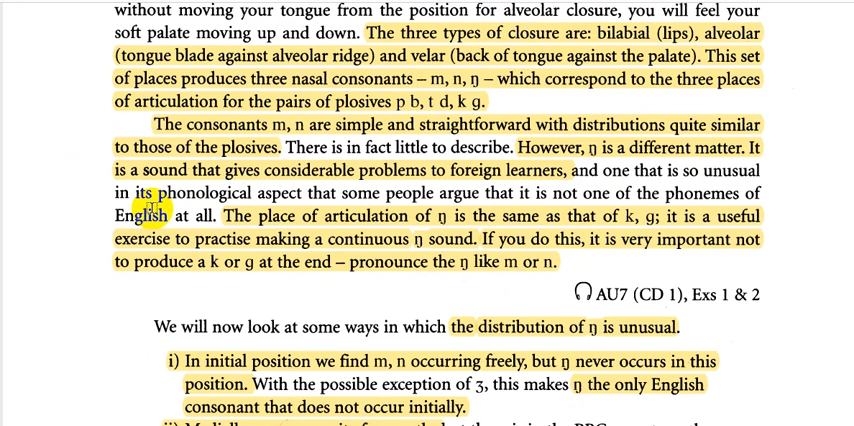 without moving your tongue from the position for alveolar closure, you will feel your
soft palate moving up and down. The three types of closure are: bilabial (lips), alveolar
(tongue blade against alveolar ridge) and velar (back of tongue against the palate). This set
of places produces three nasal consonants – m, n, ŋ – which correspond to the three places
of articulation for the pairs of plosives p b, t d, k g.
The consonants m, n are simple and straightforward with distributions quite similar
to those of the plosives. There is in fact little to describe. However, ŋ is a different matter. It
is a sound that gives considerable problems to foreign learners, and one that is so unusual
in its phonological aspect that some people argue that it is not one of the phonemes of
English at all. The place of articulation of ŋ is the same as that of k, g; it is a useful
exercise to practise making a continuous ŋ sound. If you do this, it is very important not
to produce a k or g at the end – pronounce the ŋ like m or n.
AU7 (CD 1), Exs 1 & 2
We will now look at some ways in which the distribution of ŋ is unusual.
i) In initial position we find m, n occurring freely, but ŋ never occurs in this
position. With the possible exception of ʒ, this makes ŋ the only English
consonant that does not occur initially.